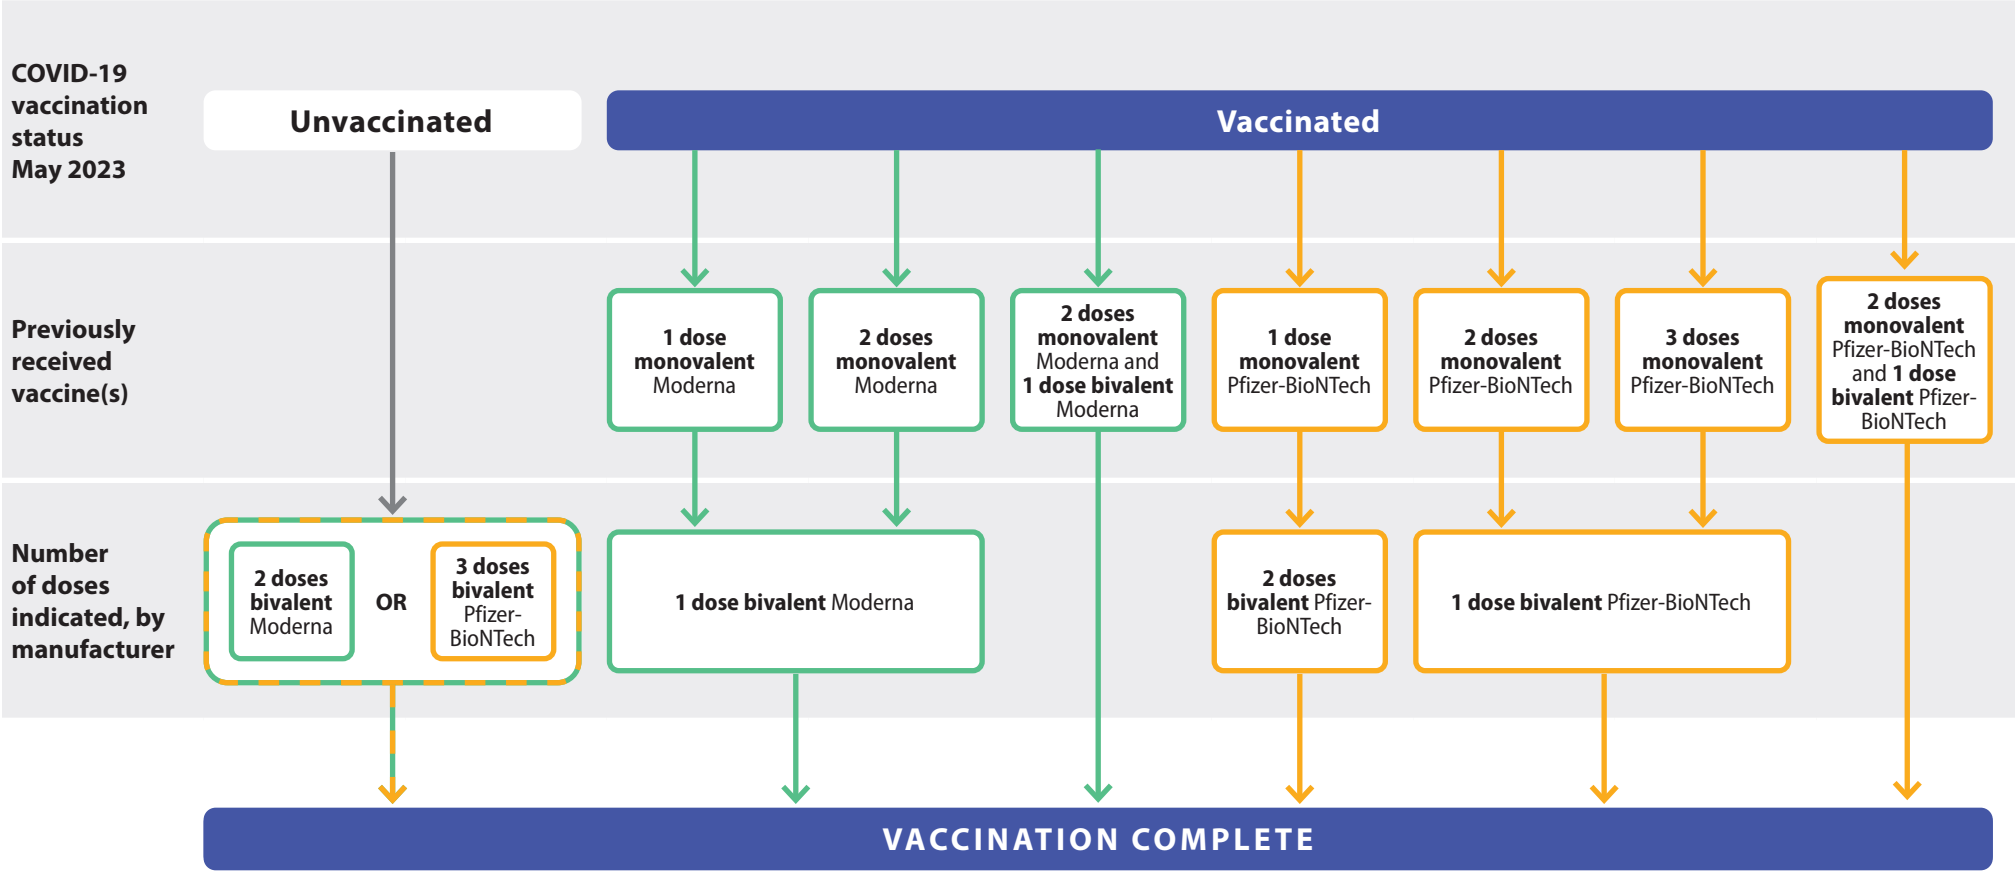 COVID-19
vaccination
status
May 2023
Unvaccinated
Vaccinated
Previously
received
vaccine(s)
1 dose
monovalent
Moderna
2 doses
monovalent
Moderna
2 doses
monovalent
Moderna and
1 dose bivalent
Moderna
1 dose
monovalent
Pfizer-BioNTech
2 doses
monovalent
Pfizer-BioNTech
3 doses
monovalent
Pfizer-BioNTech
2 doses
monovalent
Pfizer-BioNTech
and 1 dose
bivalent Pfizer-
BioNTech
Number
of doses
indicated, by
manufacturer
2 doses
bivalent
Moderna
OR
3 doses
bivalent
Pfizer-
BioNTech
1 dose bivalent Moderna
2 doses
bivalent Pfizer-
BioNTech
1 dose bivalent Pfizer-BioNTech
VACCINATION COMPLETE